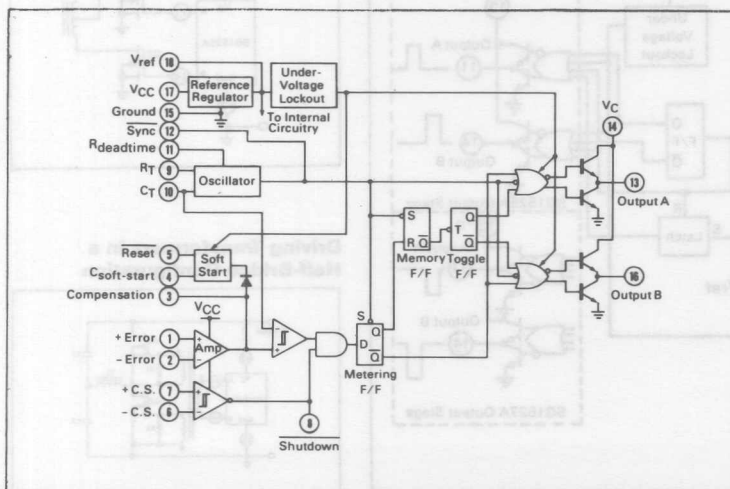 Vref 18
VCC 17
Ground 15
Sync 12
Rdeadtime 11
RT 9
CT 10
Reference Regulator
Under-Voltage Lockout
To Internal Circuitry
Oscillator
Reset 5
Csoft-start 4
Compensation 3
Soft Start
VCC
+ Error 1
− Error 2
Amp
+ C.S. 7
− C.S. 6
+
−
+
−
−
+
8
Shutdown
S
D
Q
Q
Metering F/F
S
R Q
Memory F/F
T
Q
Q
Toggle F/F
VC
14
13
Output A
16
Output B